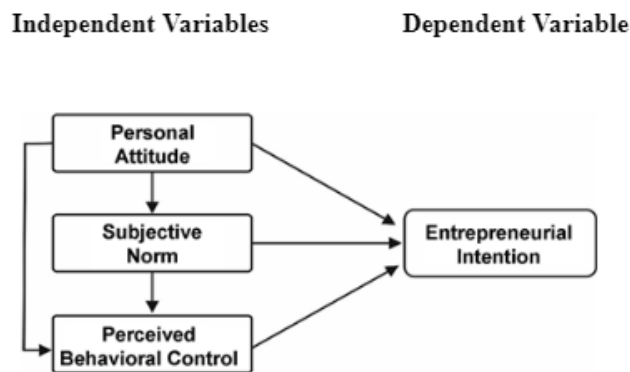 Independent Variables
Dependent Variable
Personal
Attitude
Subjective
Norm
Entrepreneurial
Intention
Perceived
Behavioral Control